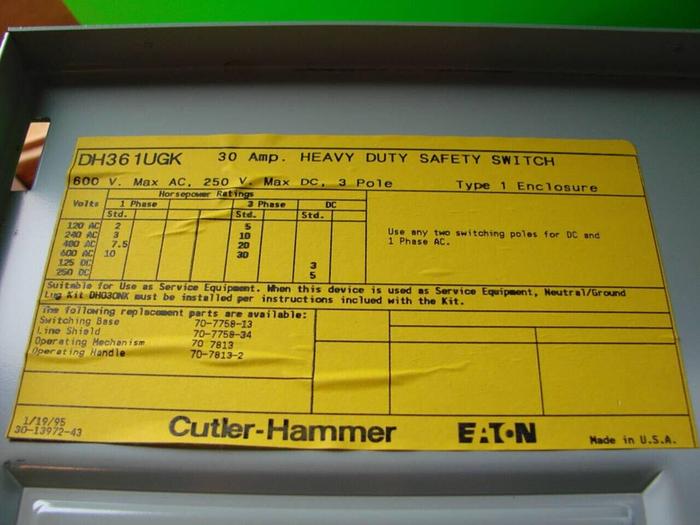 DH361UGK 30 Amp. HEAVY DUTY SAFETY SWITCH
600 V. Max AC, 250 V. Max DC, 3 Pole Type 1 Enclosure
Horsepower Ratings
Volts 1 Phase 3 Phase DC
Std. Std. Std.
120 AC 2 5
240 AC 3 10
480 AC 7.5 20
600 AC 10 30
125 DC 3
250 DC 5
Use any two switching poles for DC and
1 Phase AC.
Suitable for Use as Service Equipment. When this device is used as Service Equipment, Neutral/Ground
Lug Kit DH030NK must be installed per instructions inclued with the Kit.
The following replacement parts are available:
Switching Base 70-7758-13
Line Shield 70-7759-34
Operating Mechanism 70 7813
Operating Handle 70-7813-2
1/19/95
30-13972-43
Cutler-Hammer EATON Made in U.S.A.